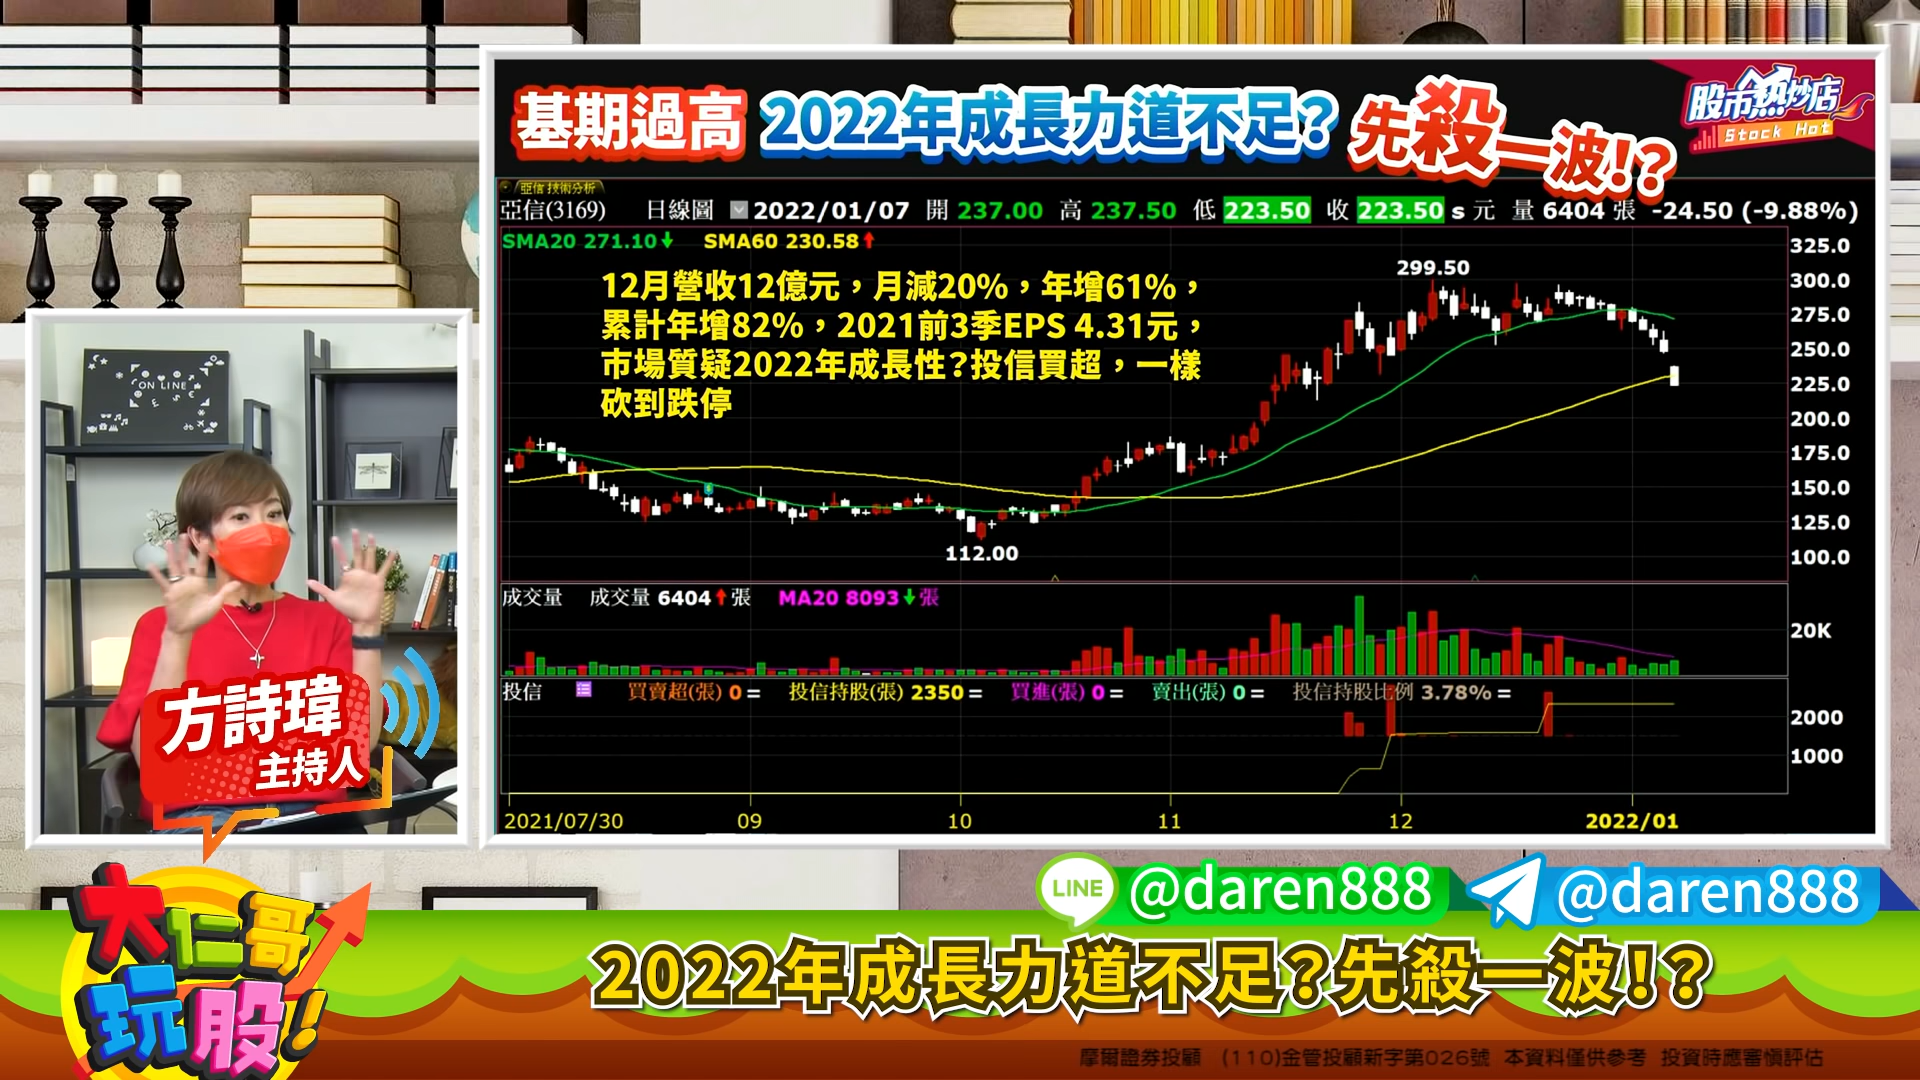 基期過高 2022年成長力道不足? 先殺一波!?
股市熱炒店
Stock Hot
亞信 技術分析
亞信(3169) 日線圖 2022/01/07 開 237.00 高 237.50 低 223.50 收 223.50 s 元 量 6404 張 -24.50 (-9.88%)
SMA20 271.10↓ SMA60 230.58↑
12月營收12億元，月減20%，年增61%，
累計年增82%，2021前3季EPS 4.31元，
市場質疑2022年成長性?投信買超，一樣
砍到跌停
299.50
112.00
325.0
300.0
275.0
250.0
225.0
200.0
175.0
150.0
125.0
100.0
成交量 成交量 6404↑張 MA20 8093↓張
20K
投信 買賣超(張) 0 = 投信持股(張) 2350 = 買進(張) 0 = 賣出(張) 0 = 投信持股比例 3.78% =
2000
1000
2021/07/30 09 10 11 12 2022/01
ON LINE
方詩瑋
主持人
LINE @daren888 @daren888
大仁哥
玩股!
2022年成長力道不足?先殺一波!?
摩爾證券投顧 (110)金管投顧新字第026號 本資料僅供參考 投資時應審慎評估